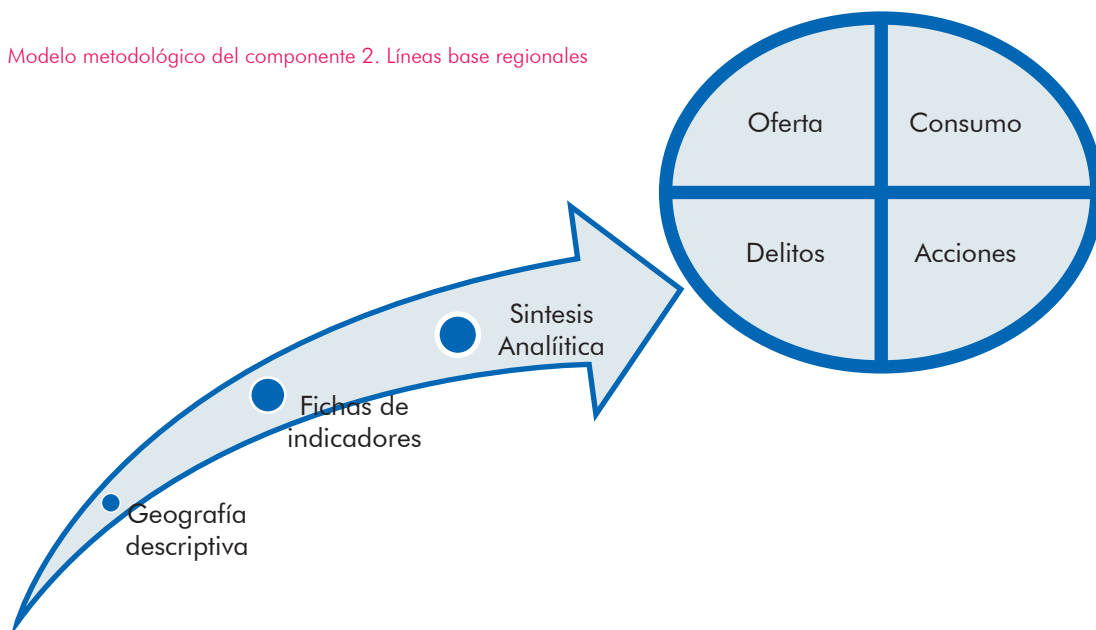 Modelo metodológico del componente 2. Líneas base regionales
Oferta
Consumo
Delitos
Acciones
Sintesis
Analíitica
Fichas de
indicadores
Geografía
descriptiva